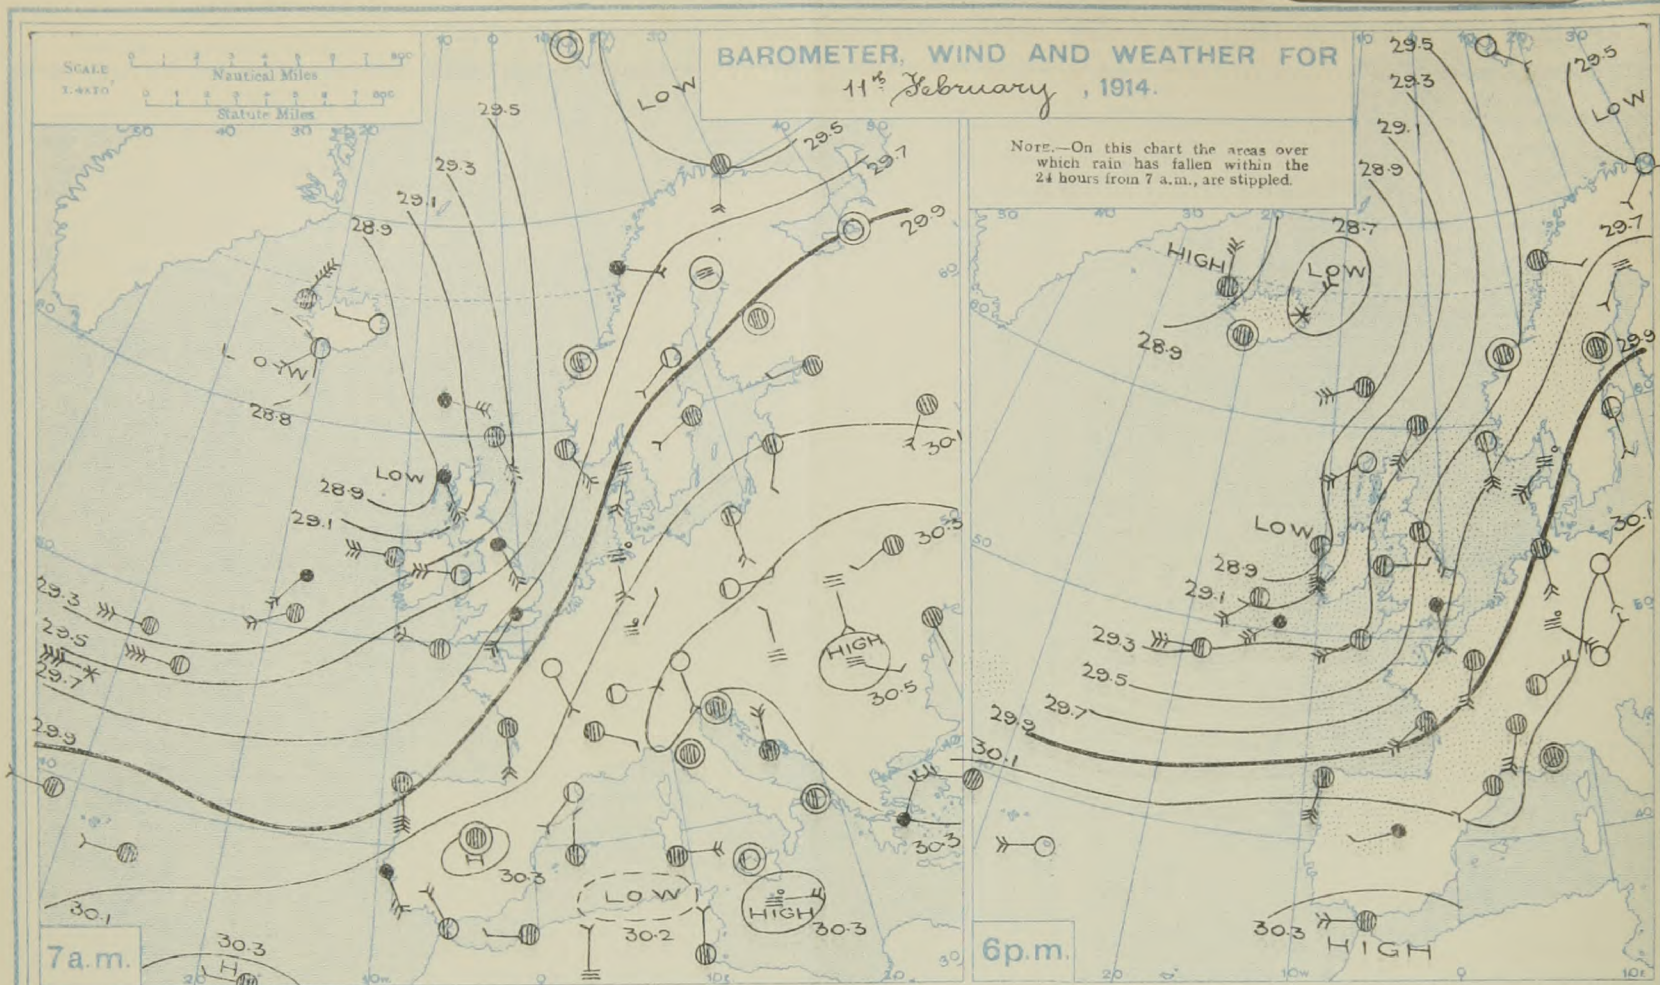 SCALE
Nautical Miles
Statute Miles
BAROMETER, WIND AND WEATHER FOR
11th February, 1914.
NOTE.—On this chart the areas over
which rain has fallen within the
24 hours from 7 a.m., are stippled.
LOW
29.5
29.5
29.7
29.3
29.1
28.9
29.9
LOW
28.8
LOW
28.9
29.1
29.3
29.5
29.7
29.9
30.3
HIGH
30.5
H
30.3
LOW
30.2
HIGH
30.3
30.3
30.1
30.3
H
7a.m.
29.5
29.3
29.1
28.9
29.5
LOW
29.7
28.7
HIGH
LOW
28.9
29.9
LOW
28.9
29.1
30.1
29.3
29.5
29.7
29.9
30.1
30.3
HIGH
6p.m.